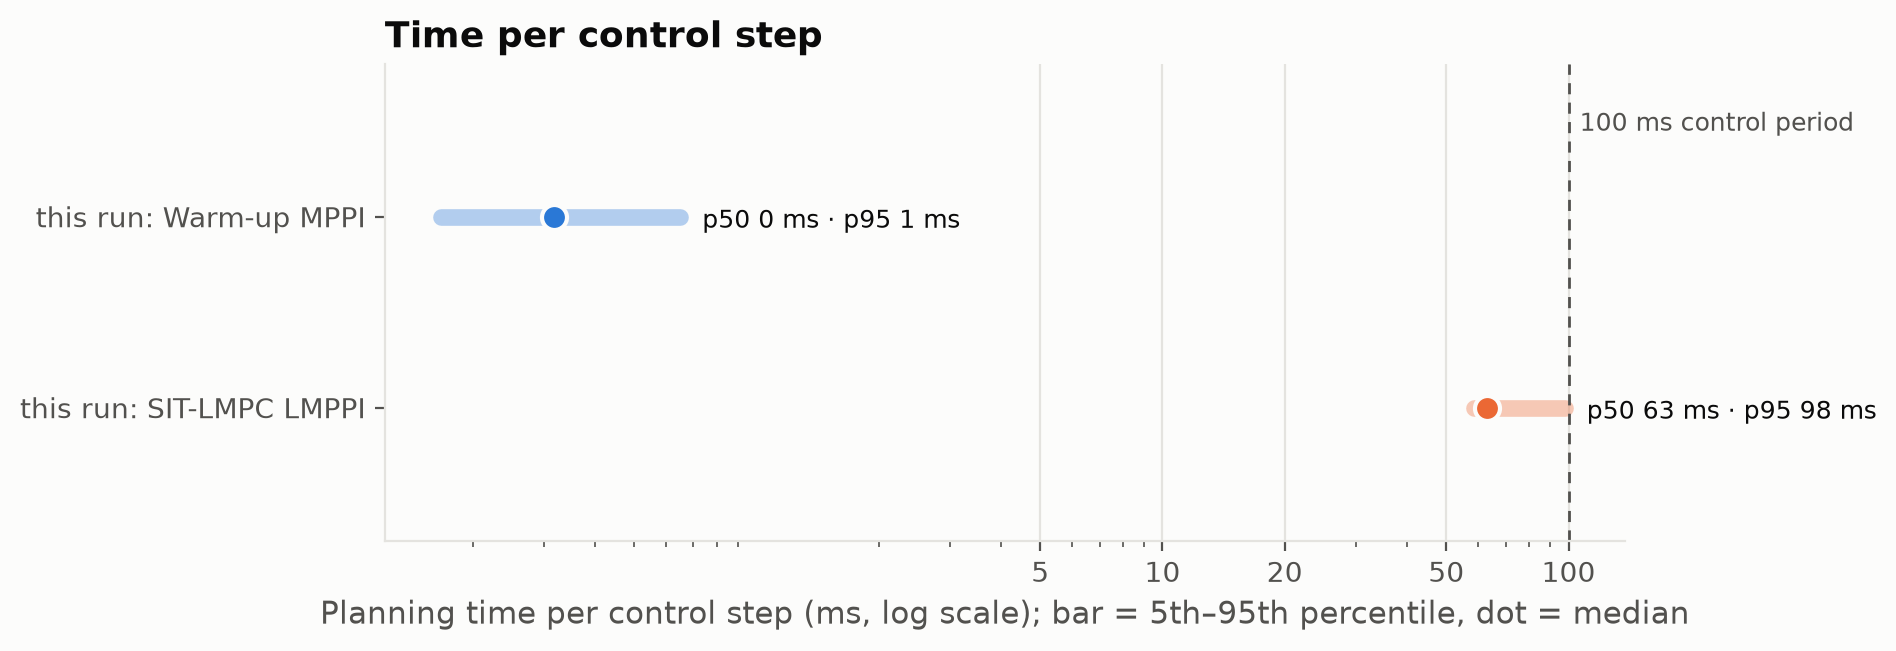 Time per control step
100 ms control period
this run: Warm-up MPPI
p50 0 ms · p95 1 ms
this run: SIT-LMPC LMPPI
p50 63 ms · p95 98 ms
5 10 20 50 100
Planning time per control step (ms, log scale); bar = 5th–95th percentile, dot = median